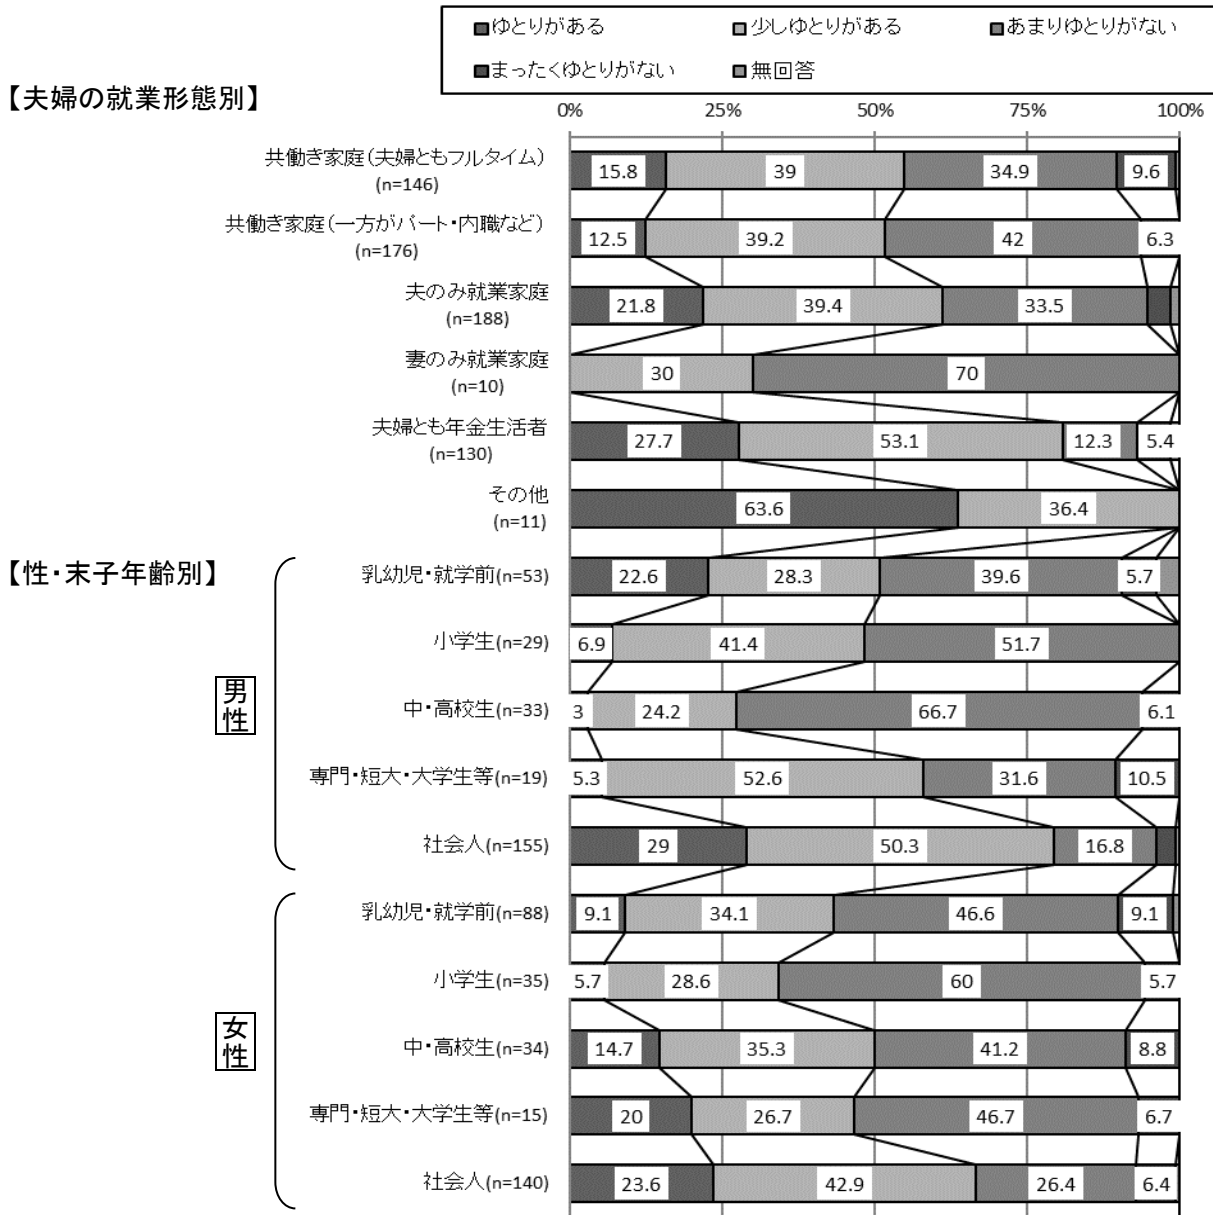 ■ゆとりがある ■少しゆとりがある ■あまりゆとりがない
■まったくゆとりがない ■無回答
【夫婦の就業形態別】
0% 25% 50% 75% 100%
共働き家庭(夫婦ともフルタイム)
(n=146)
15.8 39 34.9 9.6
共働き家庭(一方がパート・内職など)
(n=176)
12.5 39.2 42 6.3
夫のみ就業家庭
(n=188)
21.8 39.4 33.5
妻のみ就業家庭
(n=10)
30 70
夫婦とも年金生活者
(n=130)
27.7 53.1 12.3 5.4
その他
(n=11)
63.6 36.4
【性・末子年齢別】
男性
乳幼児・就学前(n=53) 22.6 28.3 39.6 5.7
小学生(n=29) 6.9 41.4 51.7
中・高校生(n=33) 3 24.2 66.7 6.1
専門・短大・大学生等(n=19) 5.3 52.6 31.6 10.5
社会人(n=155) 29 50.3 16.8
女性
乳幼児・就学前(n=88) 9.1 34.1 46.6 9.1
小学生(n=35) 5.7 28.6 60 5.7
中・高校生(n=34) 14.7 35.3 41.2 8.8
専門・短大・大学生等(n=15) 20 26.7 46.7 6.7
社会人(n=140) 23.6 42.9 26.4 6.4